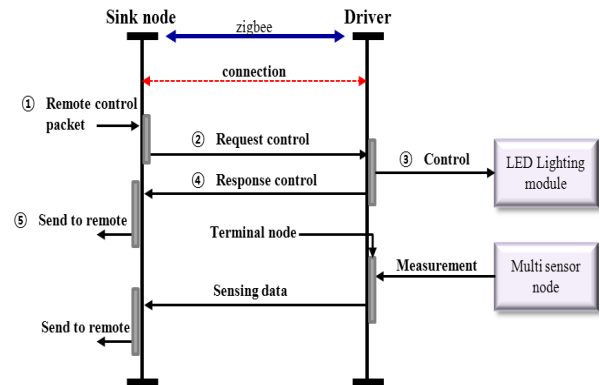 Sink node
Driver
zigbee
connection
① Remote control
packet
② Request control
③ Control
LED Lighting
module
④ Response control
⑤ Send to remote
Terminal node
Measurement
Multi sensor
node
Sensing data
Send to remote